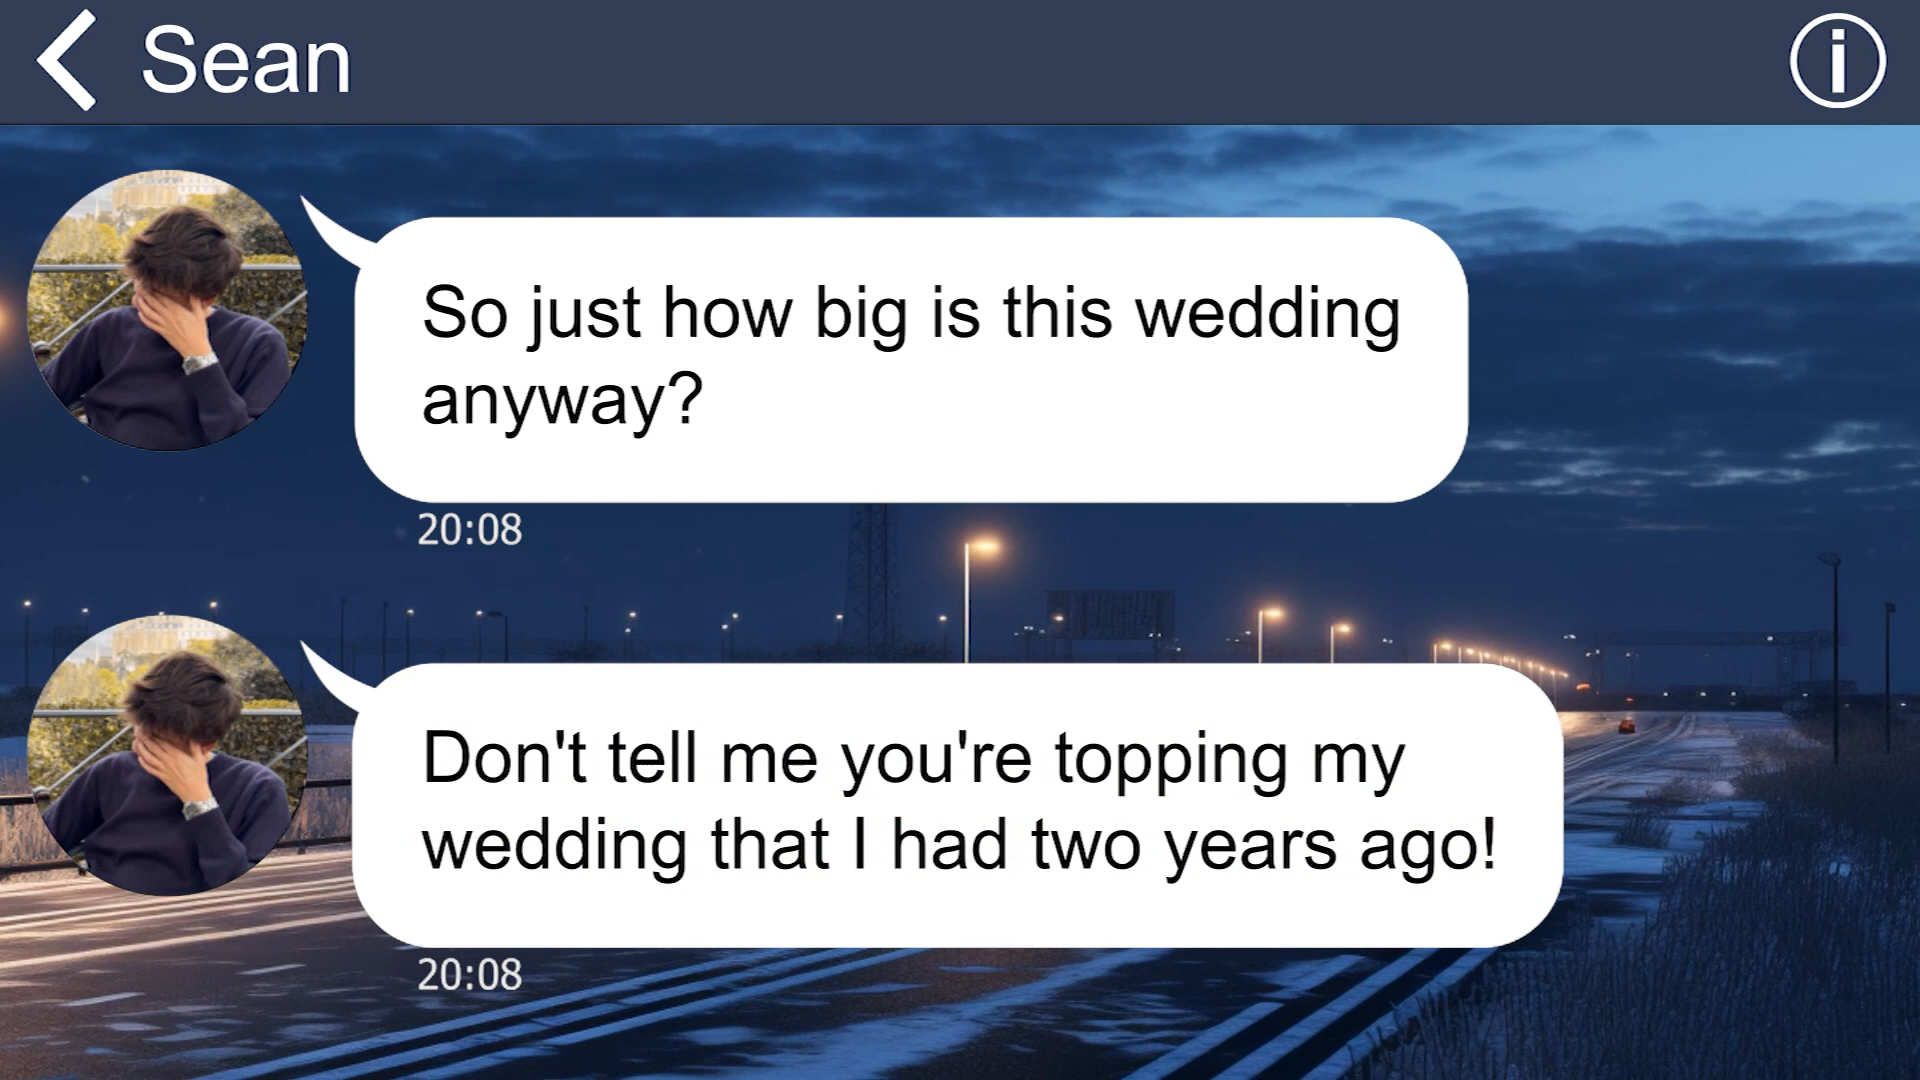 Sean
So just how big is this wedding
anyway?
20:08
Don't tell me you're topping my
wedding that I had two years ago!
20:08